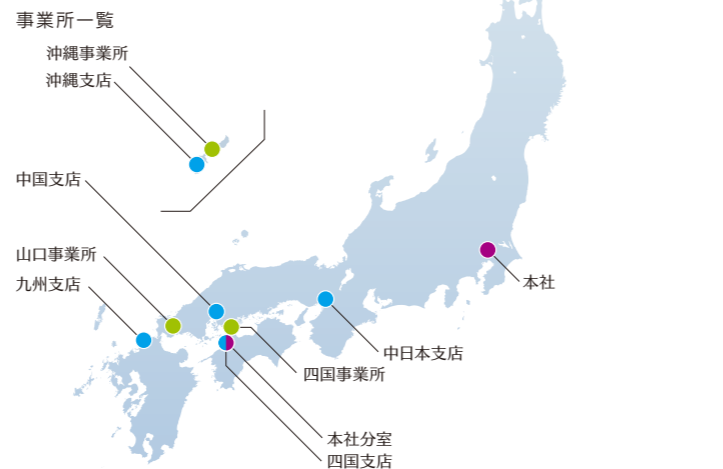 事業所一覧
沖縄事業所
沖縄支店
中国支店
山口事業所
九州支店
本社
中日本支店
四国事業所
本社分室
四国支店